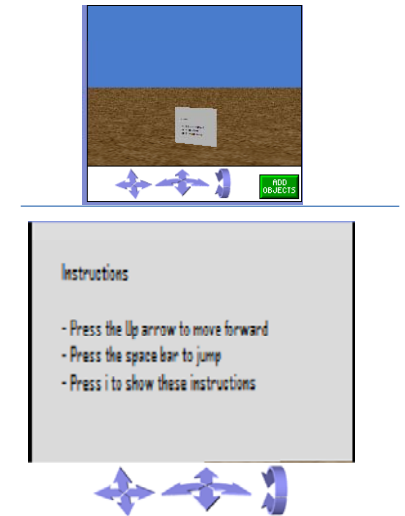 ADD
OBJECTS
Instructions
- Press the Up arrow to move forward
- Press the space bar to jump
- Press i to show these instructions